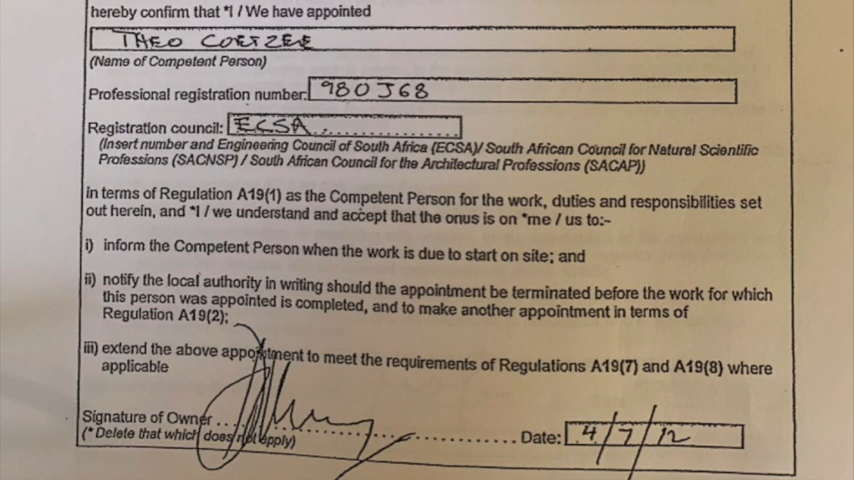 hereby confirm that *I / We have appointed
THEO COETZEE
(Name of Competent Person)
Professional registration number: 980 J68
Registration council: ECSA
(Insert number and Engineering Council of South Africa (ECSA)/ South African Council for Natural Scientific
Professions (SACNSP) / South African Council for the Architectural Professions (SACAP))
in terms of Regulation A19(1) as the Competent Person for the work, duties and responsibilities set
out herein, and *I / we understand and accept that the onus is on *me / us to:-
i) inform the Competent Person when the work is due to start on site; and
ii) notify the local authority in writing should the appointment be terminated before the work for which
this person was appointed is completed, and to make another appointment in terms of
Regulation A19(2);
iii) extend the above appointment to meet the requirements of Regulations A19(7) and A19(8) where
applicable
Signature of Owner ........................................ Date: 4/7/12
(* Delete that which does not apply)